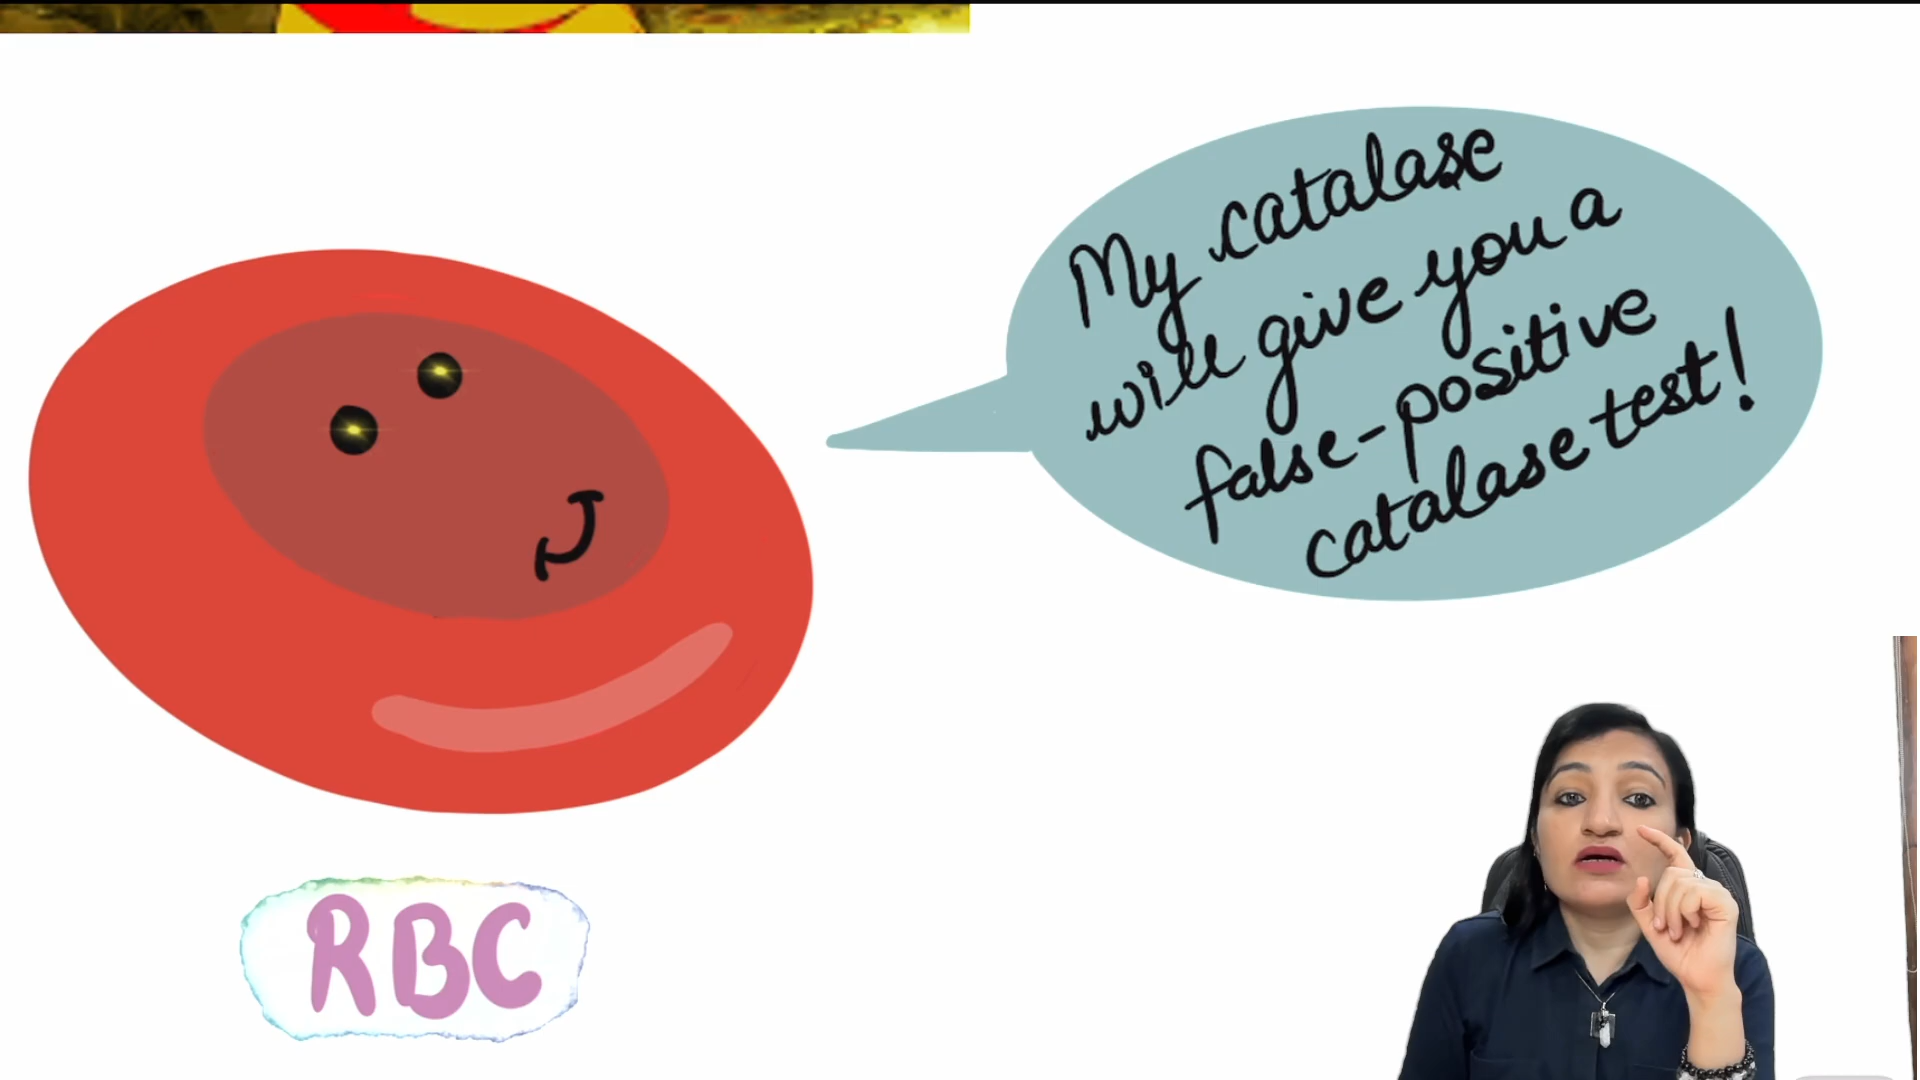 My catalase
will give you a
false-positive
catalase test!
RBC